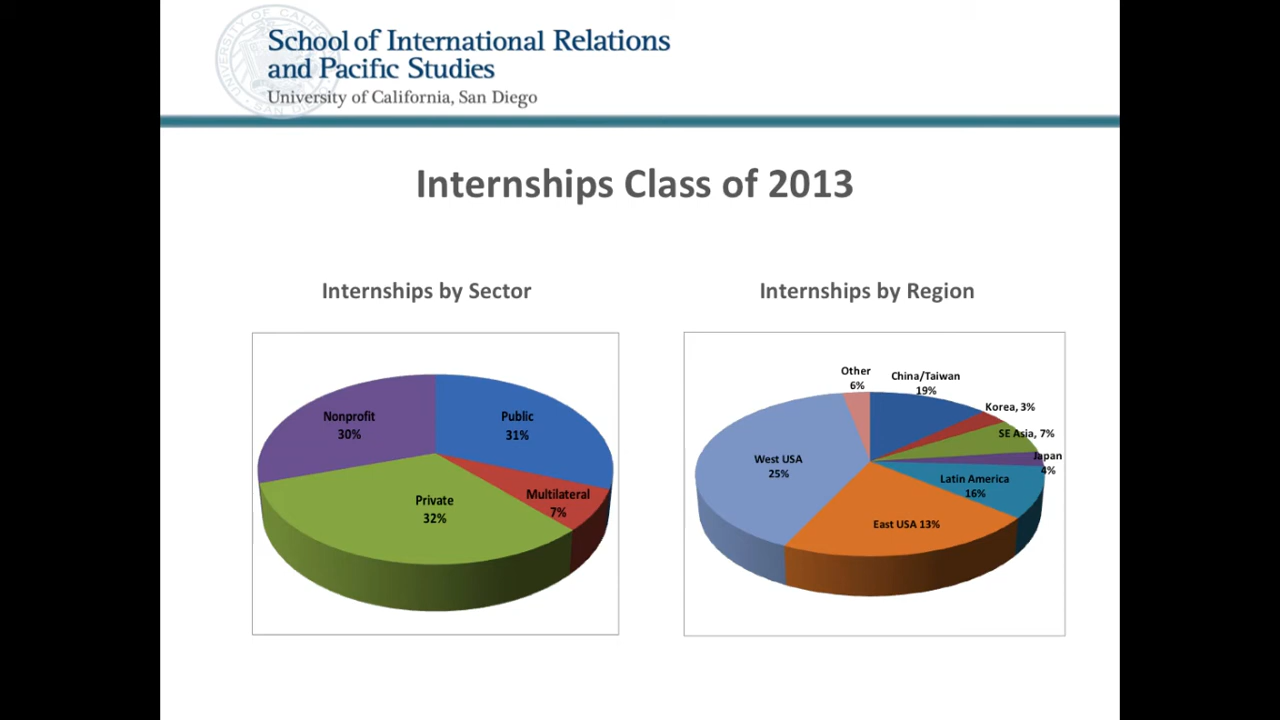 School of International Relations
and Pacific Studies
University of California, San Diego
Internships Class of 2013
Internships by Sector
Nonprofit
30%
Public
31%
Multilateral
7%
Private
32%
Internships by Region
Other
6%
China/Taiwan
19%
Korea, 3%
SE Asia, 7%
Japan
4%
Latin America
16%
East USA 13%
West USA
25%